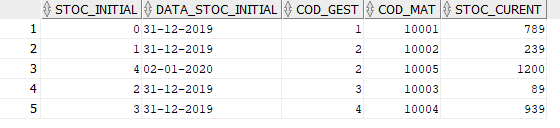 STOC_INITIAL DATA_STOC_INITIAL COD_GEST COD_MAT STOC_CURENT
1 0 31-12-2019 1 10001 789
2 1 31-12-2019 2 10002 239
3 4 02-01-2020 2 10005 1200
4 2 31-12-2019 3 10003 89
5 3 31-12-2019 4 10004 939